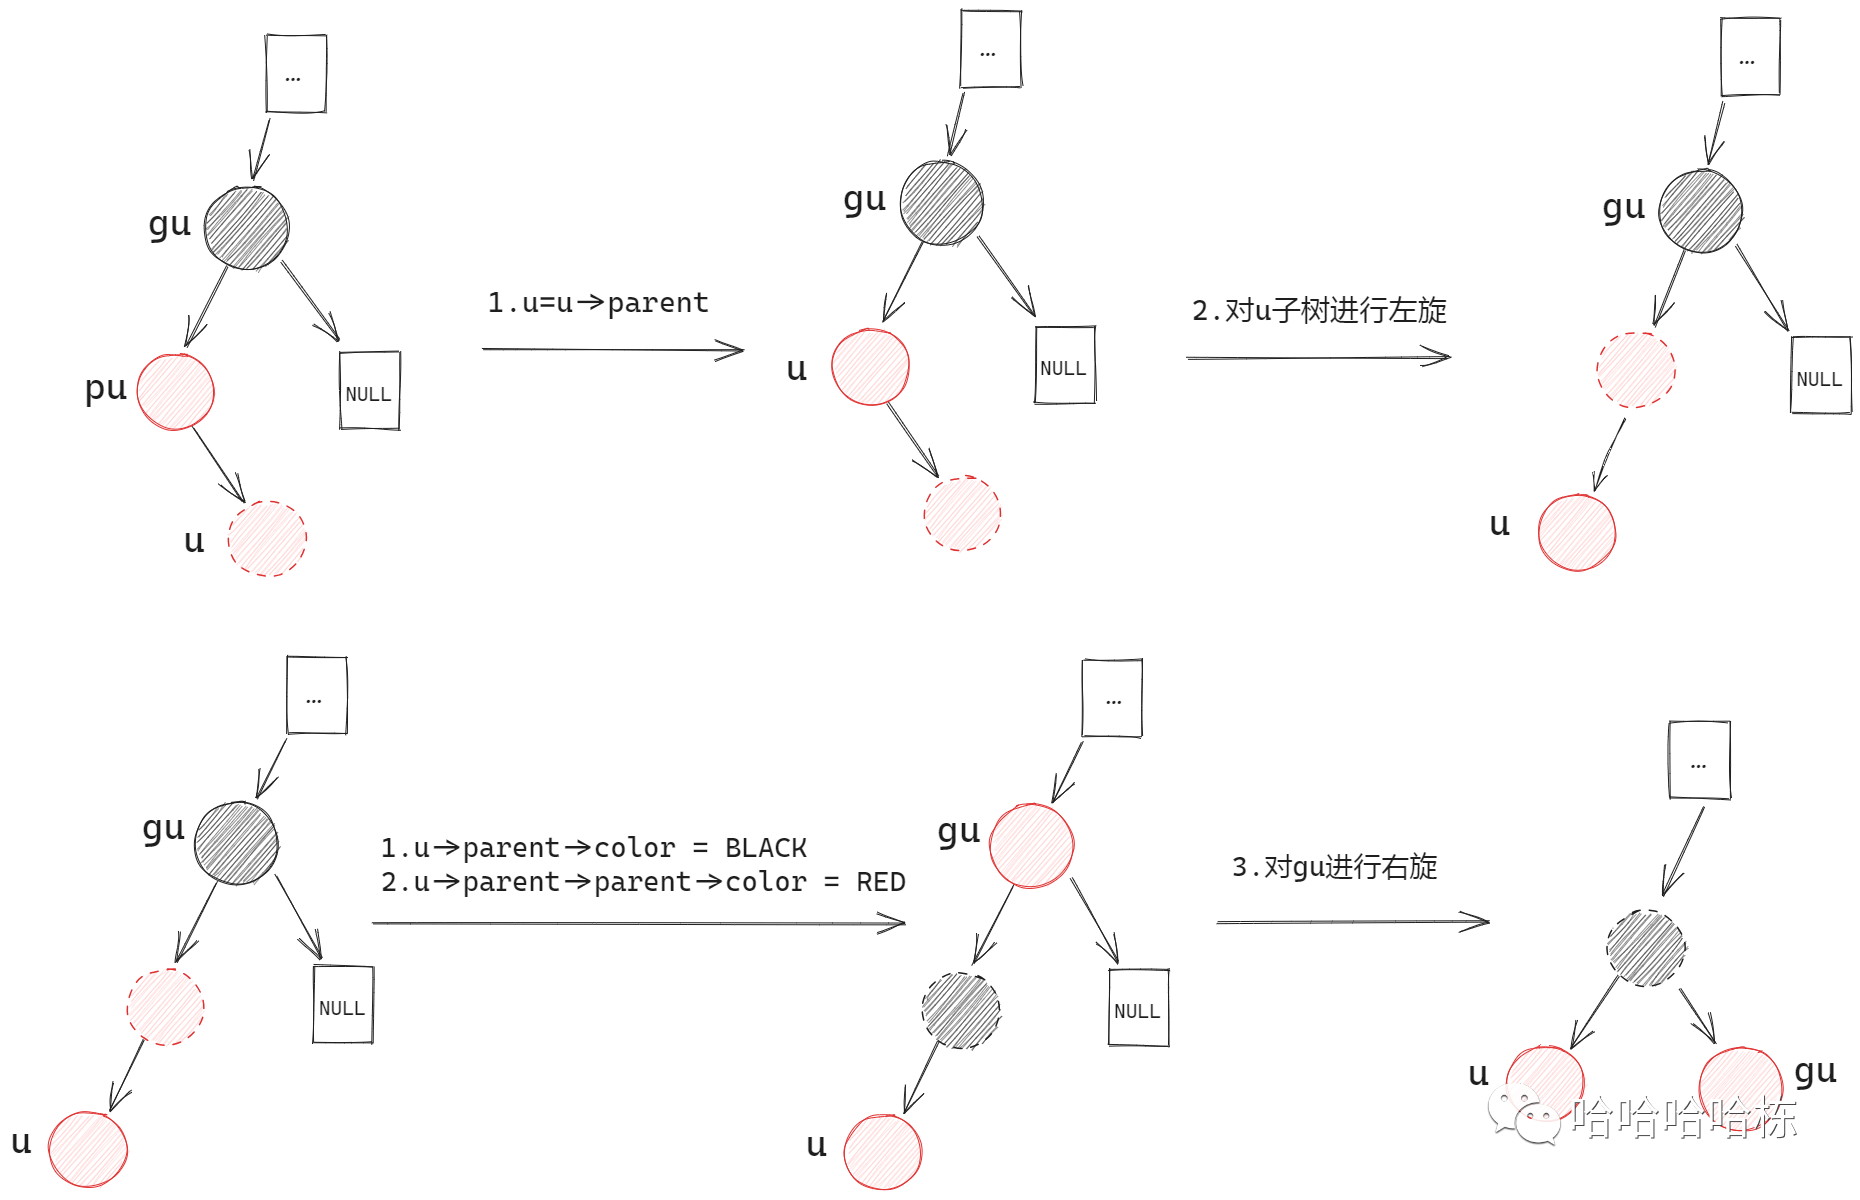 ...
gu
pu
NULL
u
1.u=u→parent
...
gu
u
NULL
2.对u子树进行左旋
...
gu
NULL
u
...
gu
NULL
u
1.u→parent→color = BLACK
2.u→parent→parent→color = RED
...
gu
NULL
u
3.对gu进行右旋
...
u
gu
哈哈哈哈栋